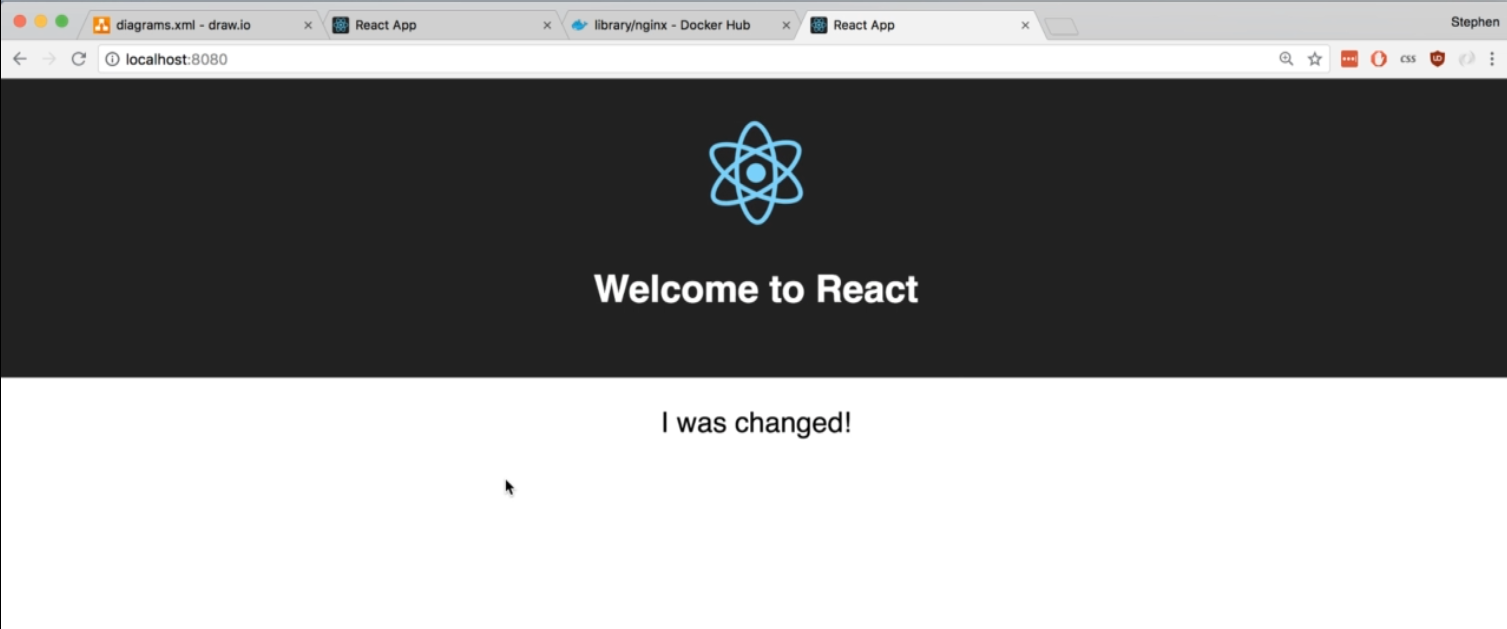 diagrams.xml - draw.io
React App
library/nginx - Docker Hub
React App
Stephen
localhost:8080
css
Welcome to React
I was changed!